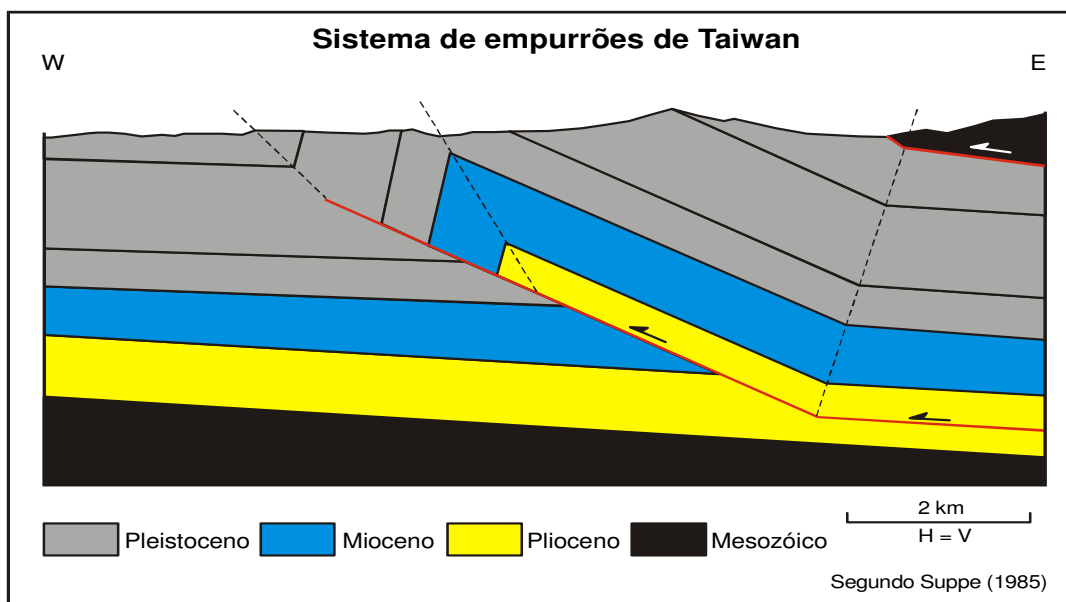 Sistema de empurrões de Taiwan
W
E
Pleistoceno
Mioceno
Plioceno
Mesozóico
2 km
H = V
Segundo Suppe (1985)